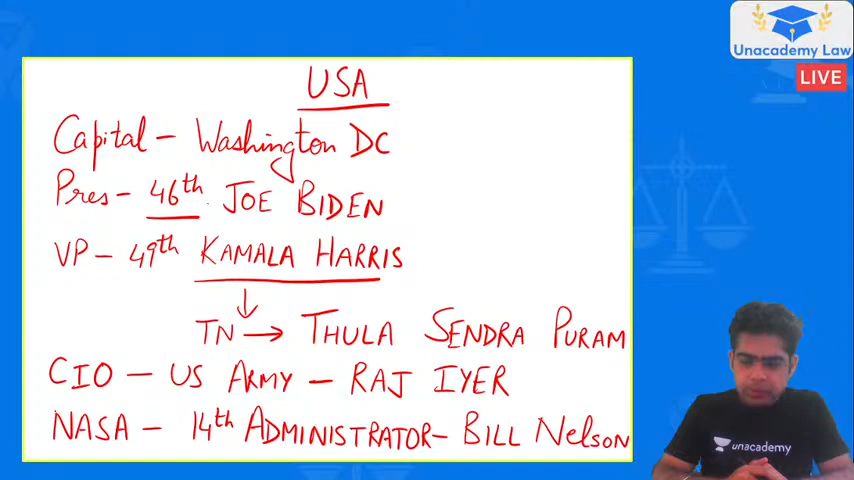 USA
Capital - Washington DC
Pres - 46th JOE BIDEN
VP - 49th KAMALA HARRIS
TN → THULA SENDRA PURAM
CIO - US ARMY - RAJ IYER
NASA - 14th ADMINISTRATOR - BILL NELSON
Unacademy Law
LIVE
unacademy